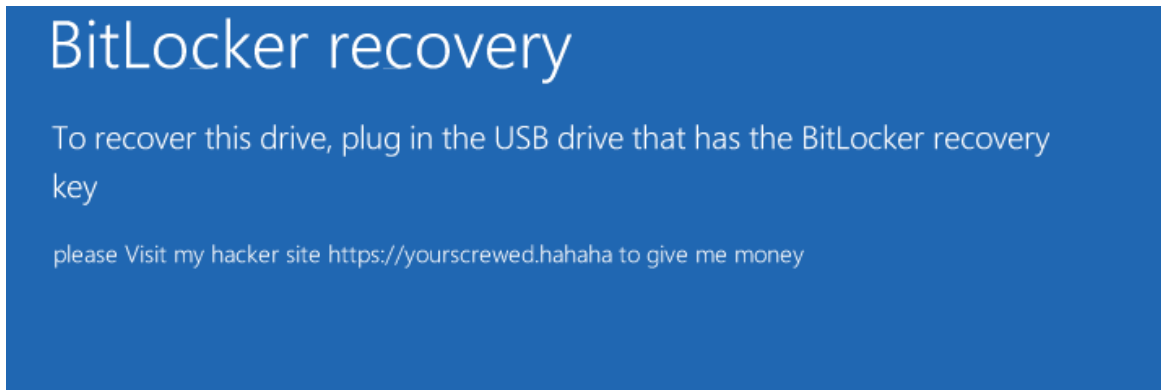 BitLocker recovery
To recover this drive, plug in the USB drive that has the BitLocker recovery
key
please Visit my hacker site https://yourscrewed.hahaha to give me money